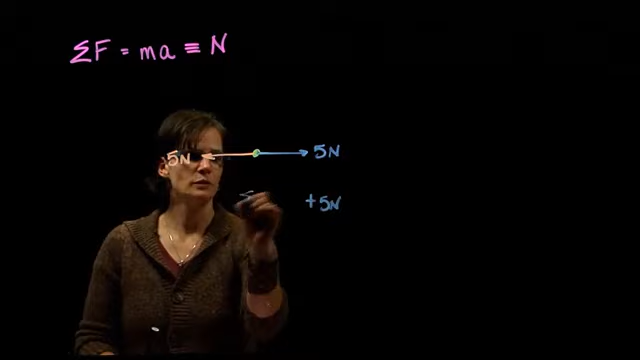 ΣF = ma ≡ N
5N 5N
+5N